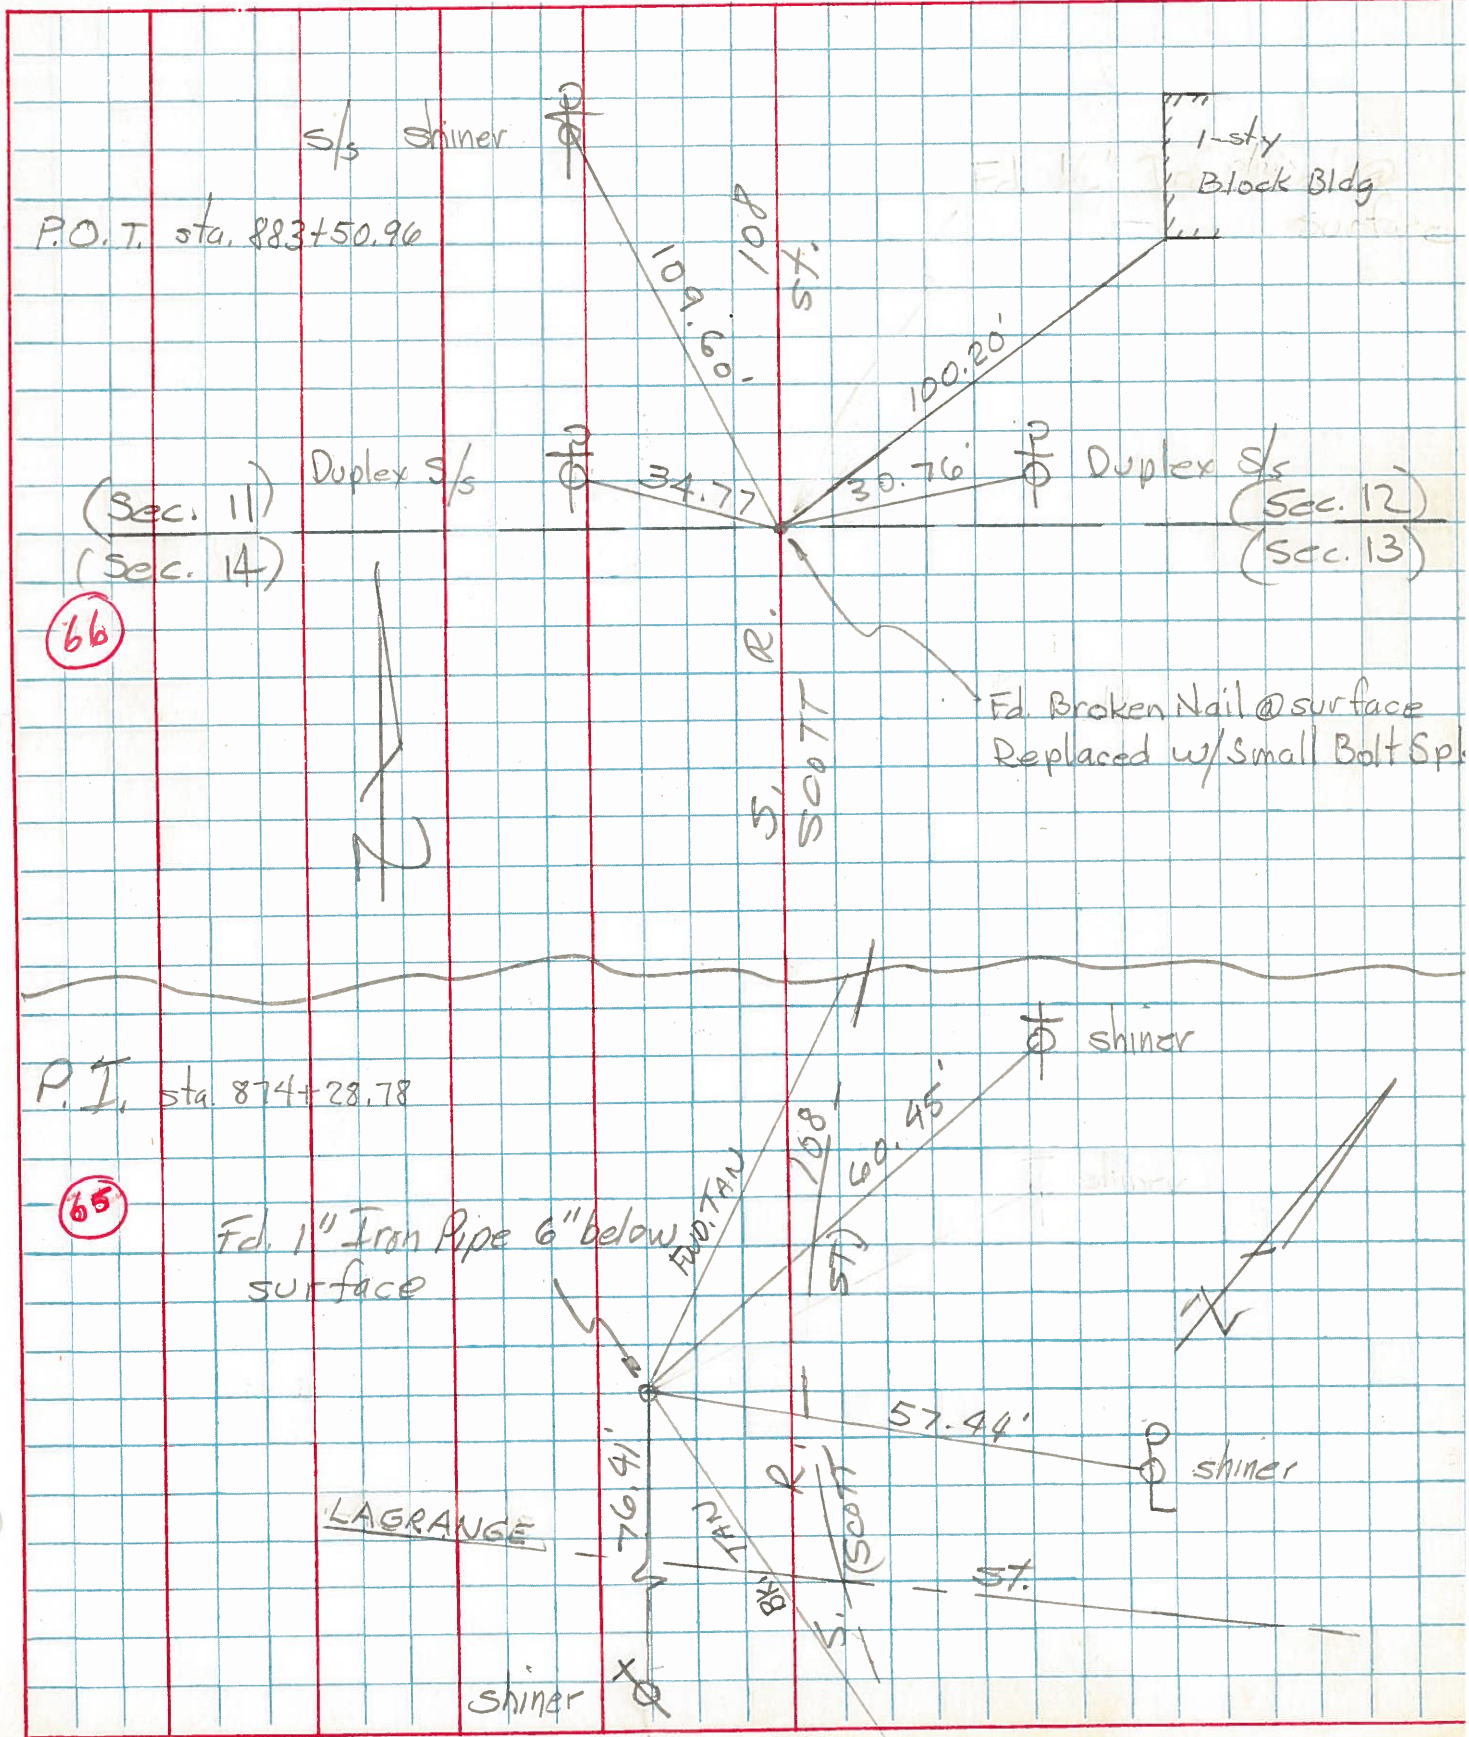 S/s shiner
1-sty
Block Bldg
P.O.T. sta. 883+50.96
108
ST.
109.60'
100.20'
Duplex S/s
34.77
30.76'
Duplex S/s
(Sec. 11)
(Sec. 12)
(Sec. 14)
(Sec. 13)
66
S. R.
SCOTT
Fd. Broken Nail @ surface
Replaced w/ Small Bolt Spk
N
shiner
P.I. sta. 874+28.78
108
ST)
60.45'
FWD. TAN
65
Fd. 1" Iron Pipe 6" below
surface
N
57.44'
shiner
76.41'
S. R.
(SCOTT
BK. TAN
LAGRANGE ST.
shiner